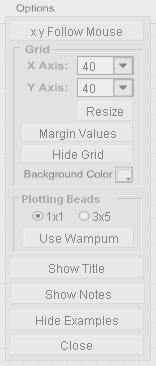 Options
x y Follow Mouse
Grid
X Axis: 40
Y Axis: 40
Resize
Margin Values
Hide Grid
Background Color
Plotting Beads
1x1 3x5
Use Wampum
Show Title
Show Notes
Hide Examples
Close